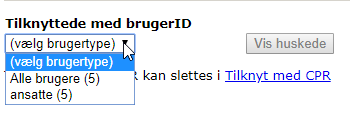 Tilknyttede med brugerID
(vælg brugertype)
Vis huskede
(vælg brugertype)
Alle brugere (5)
ansatte (5)
kan slettes i Tilknyt med CPR